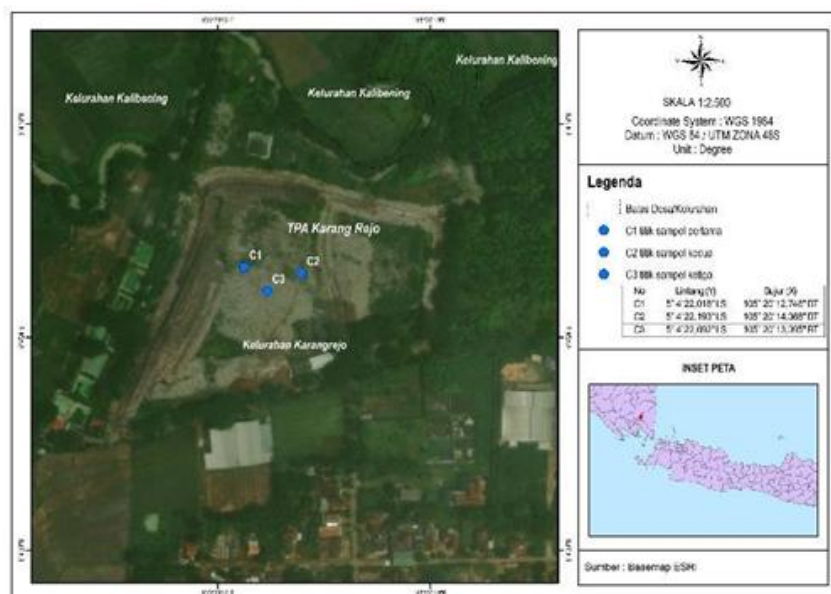 Kelurahan Kalibening
Kelurahan Kalibening
Kelurahan Kalibening
TPA Karang Rejo
C1
C2
C3
Kelurahan Karangrejo
SKALA 1:2.500
Coordinate System : WGS 1984
Datum : WGS 84 / UTM ZONA 48S
Unit : Degree
Legenda
Batas Desa/Kelurahan
C1 titik sampel pertama
C2 titik sampel kedua
C3 titik sampel ketiga
No Lintang (Y) Bujur (X)
C1
C2
C3
INSET PETA
Sumber : Basemap ESRI